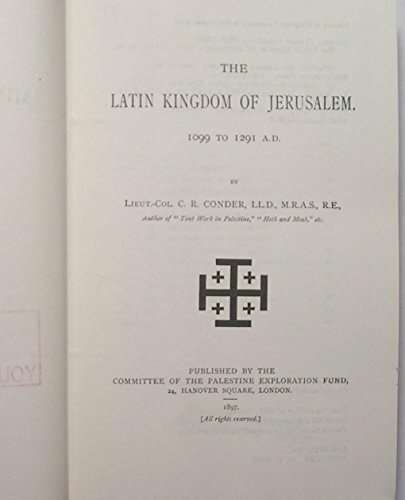 THE
LATIN KINGDOM OF JERUSALEM.
1099 TO 1291 A.D.
BY
LIEUT.-COL. C. R. CONDER, LL.D., M.R.A.S., R.E.,
Author of "Tent Work in Palestine," "Heth and Moab," etc.
PUBLISHED BY THE
COMMITTEE OF THE PALESTINE EXPLORATION FUND,
24, HANOVER SQUARE, LONDON.
1897.
[All rights reserved.]
YOU